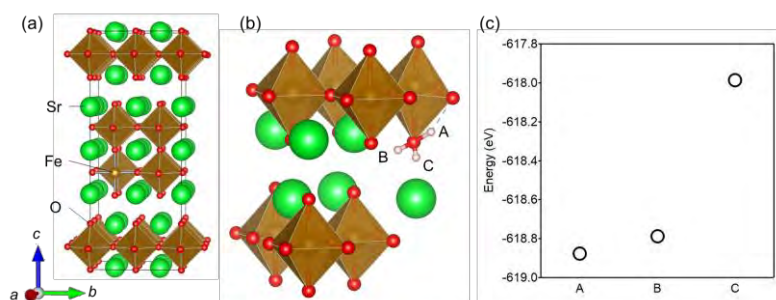 (a)
Sr
Fe
O
c
a
b
(b)
A
B
C
(c)
-617.8
-618.0
-618.2
-618.4
-618.6
-618.8
-619.0
Energy (eV)
A
B
C